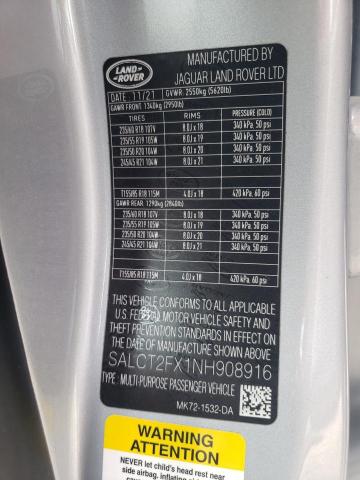 LAND-
ROVER
MANUFACTURED BY
JAGUAR LAND ROVER LTD
DATE 11/21 GVWR: 2550kg (5620lb)
GAWR FRONT 1340kg (2950lb)
TIRES RIMS PRESSURE (COLD)
235/60 R18 107V 8.0J x 18 340 kPa, 50 psi
235/55 R19 105W 8.0J x 19 340 kPa, 50 psi
235/50 R20 104W 8.0J x 20 340 kPa, 50 psi
245/45 R21 104W 8.0J x 21 340 kPa, 50 psi
T155/85 R18 115M 4.0J x 18 420 kPa, 60 psi
GAWR REAR 1290kg (2840lb)
235/60 R18 107V 8.0J x 18 340 kPa, 50 psi
235/55 R19 105W 8.0J x 19 340 kPa, 50 psi
235/50 R20 104W 8.0J x 20 340 kPa, 50 psi
245/45 R21 104W 8.0J x 21 340 kPa, 50 psi
T155/85 R18 115M 4.0J x 18 420 kPa, 60 psi
THIS VEHICLE CONFORMS TO ALL APPLICABLE
U.S. FEDERAL MOTOR VEHICLE SAFETY AND
THEFT PREVENTION STANDARDS IN EFFECT ON THE
DATE OF MANUFACTURE SHOWN ABOVE
SALCT2FX1NH908916
TYPE: MULTI-PURPOSE PASSENGER VEHICLE
MK72-1532-DA
WARNING
NEVER let child's head rest near
side airbag. inflating